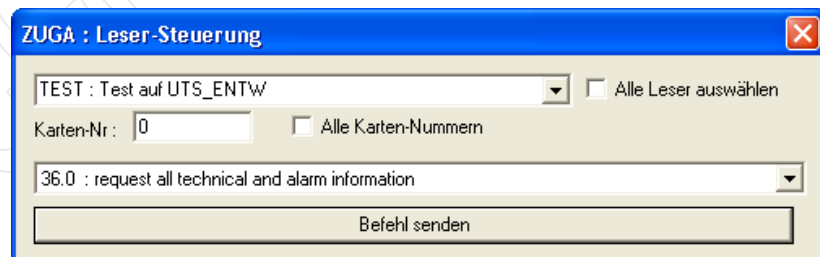 ZUGA : Leser-Steuerung
TEST : Test auf UTS_ENTW Alle Leser auswählen
Karten-Nr : 0 Alle Karten-Nummern
36.0 : request all technical and alarm information
Befehl senden